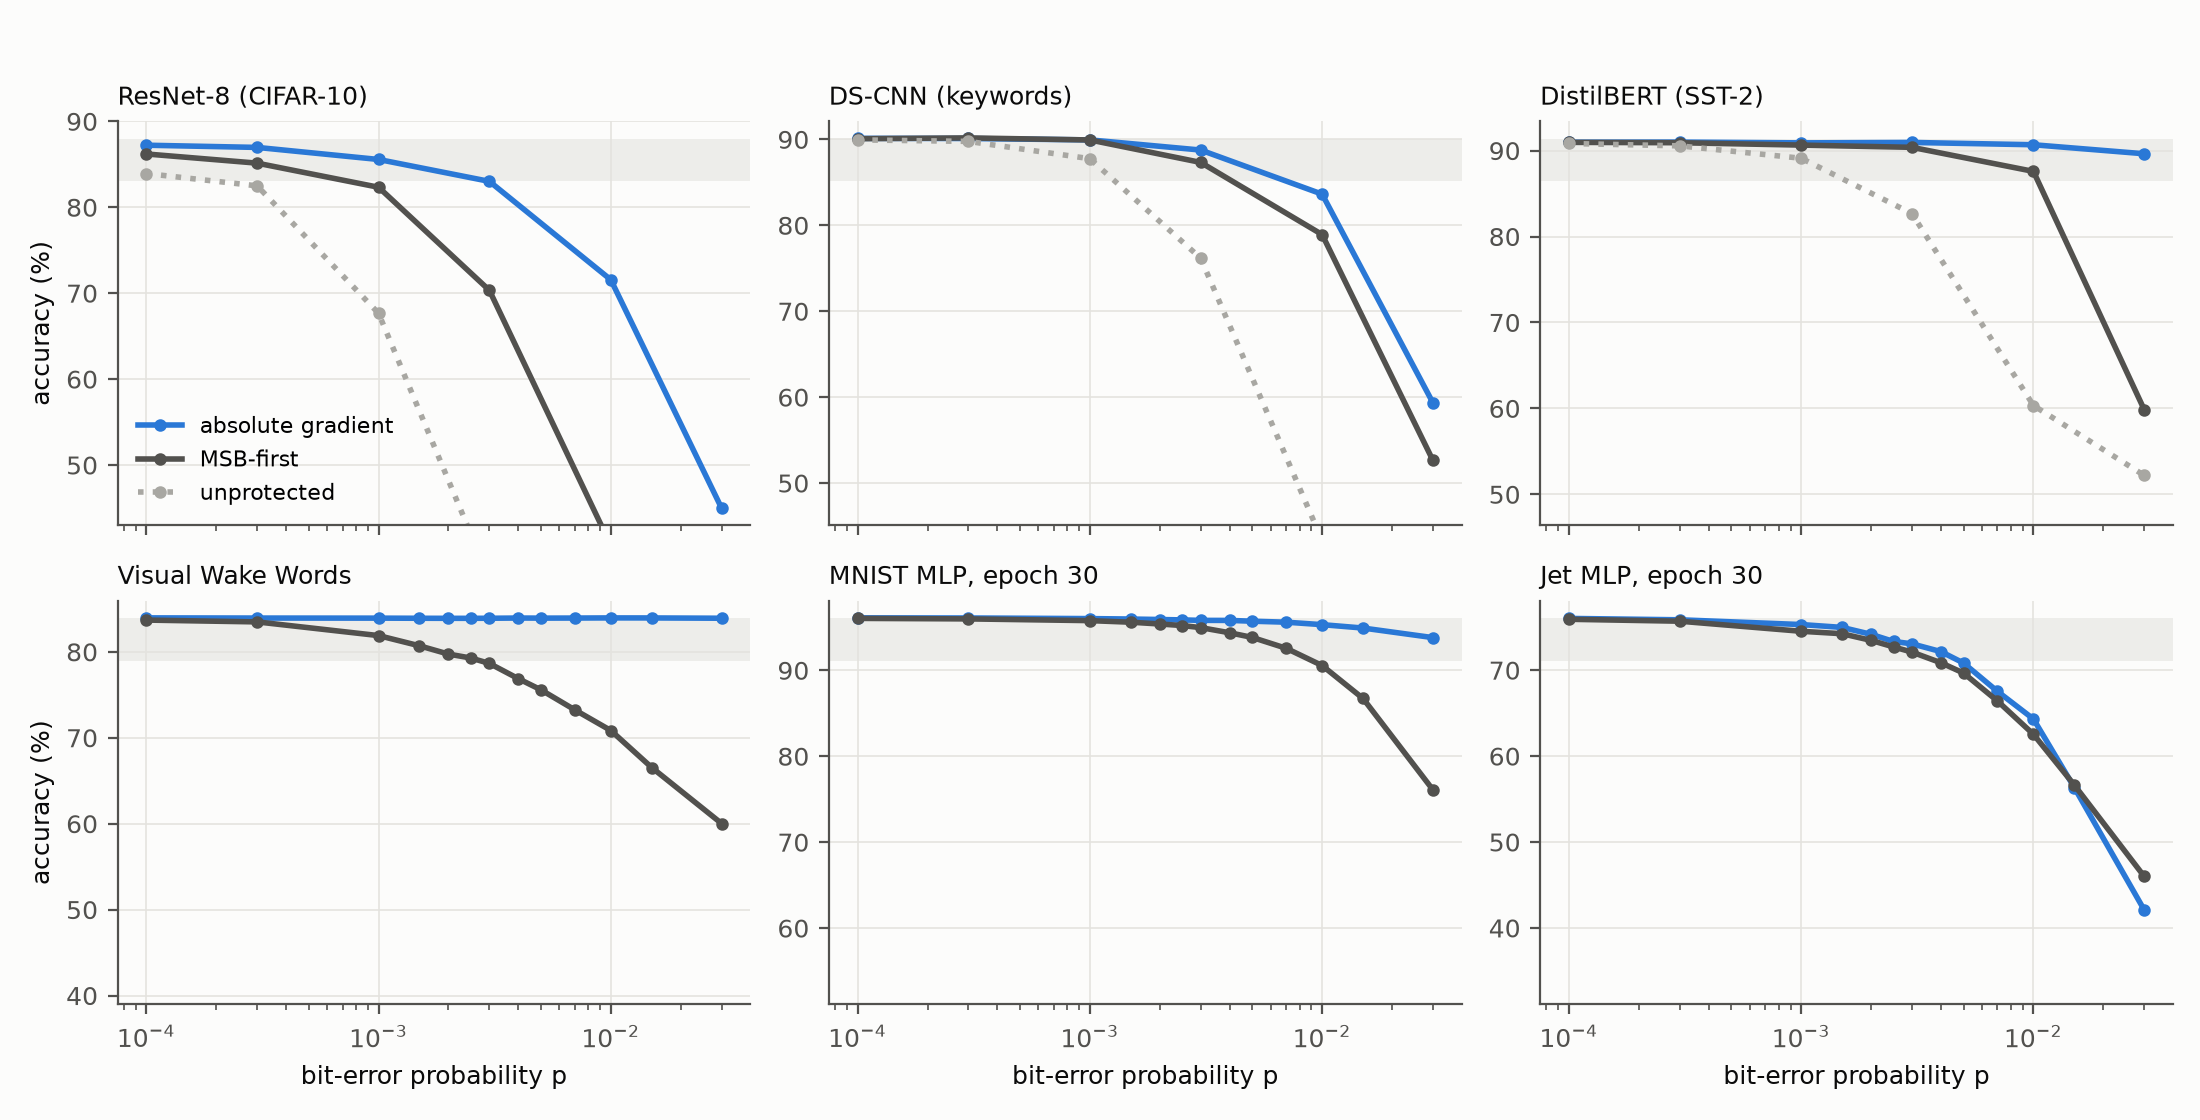 ResNet-8 (CIFAR-10)
90
80
70
60
50
accuracy (%)
absolute gradient
MSB-first
unprotected
DS-CNN (keywords)
90
80
70
60
50
DistilBERT (SST-2)
90
80
70
60
50
Visual Wake Words
80
70
60
50
40
accuracy (%)
10⁻⁴ 10⁻³ 10⁻²
bit-error probability p
MNIST MLP, epoch 30
90
80
70
60
10⁻⁴ 10⁻³ 10⁻²
bit-error probability p
Jet MLP, epoch 30
70
60
50
40
10⁻⁴ 10⁻³ 10⁻²
bit-error probability p